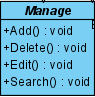 Manage
+Add() : void
+Delete() : void
+Edit() : void
+Search() : void